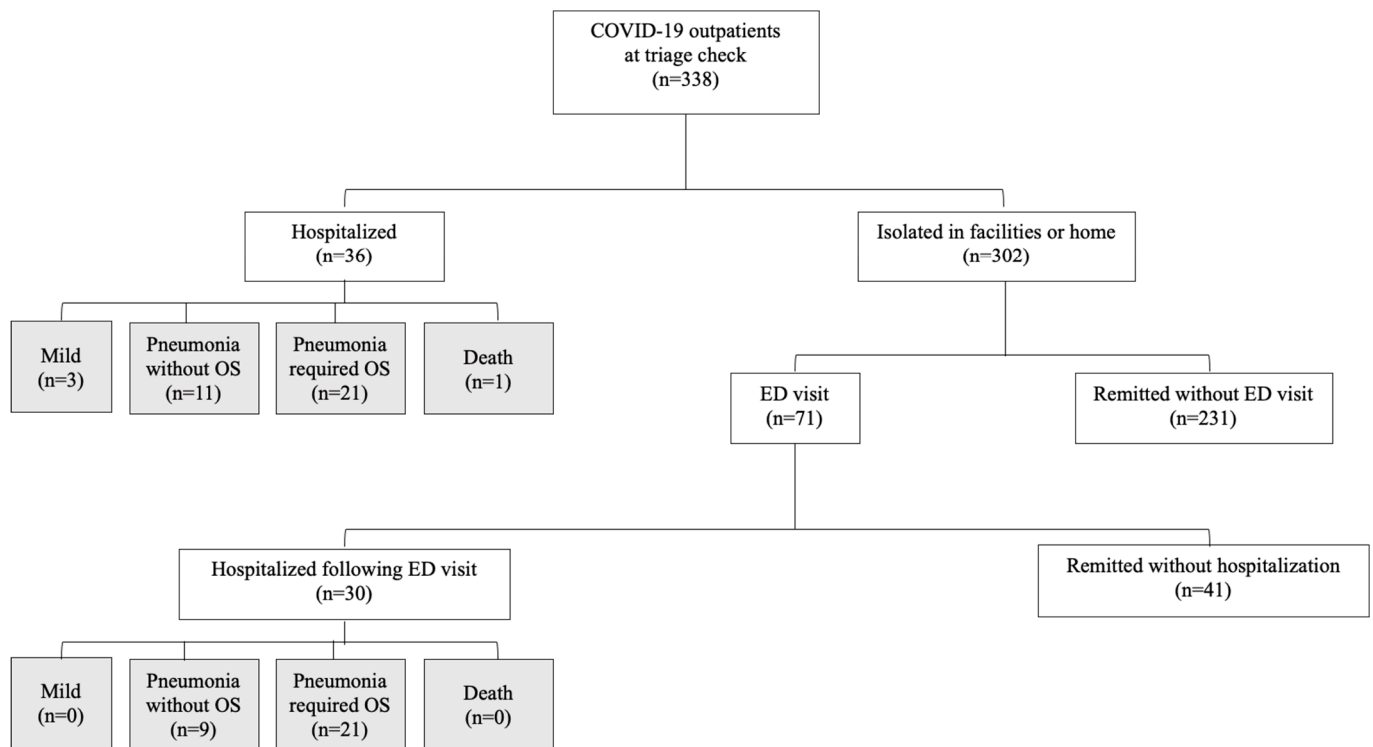 COVID-19 outpatients
at triage check
(n=338)
Hospitalized
(n=36)
Isolated in facilities or home
(n=302)
Mild
(n=3)
Pneumonia
without OS
(n=11)
Pneumonia
required OS
(n=21)
Death
(n=1)
ED visit
(n=71)
Remitted without ED visit
(n=231)
Hospitalized following ED visit
(n=30)
Remitted without hospitalization
(n=41)
Mild
(n=0)
Pneumonia
without OS
(n=9)
Pneumonia
required OS
(n=21)
Death
(n=0)